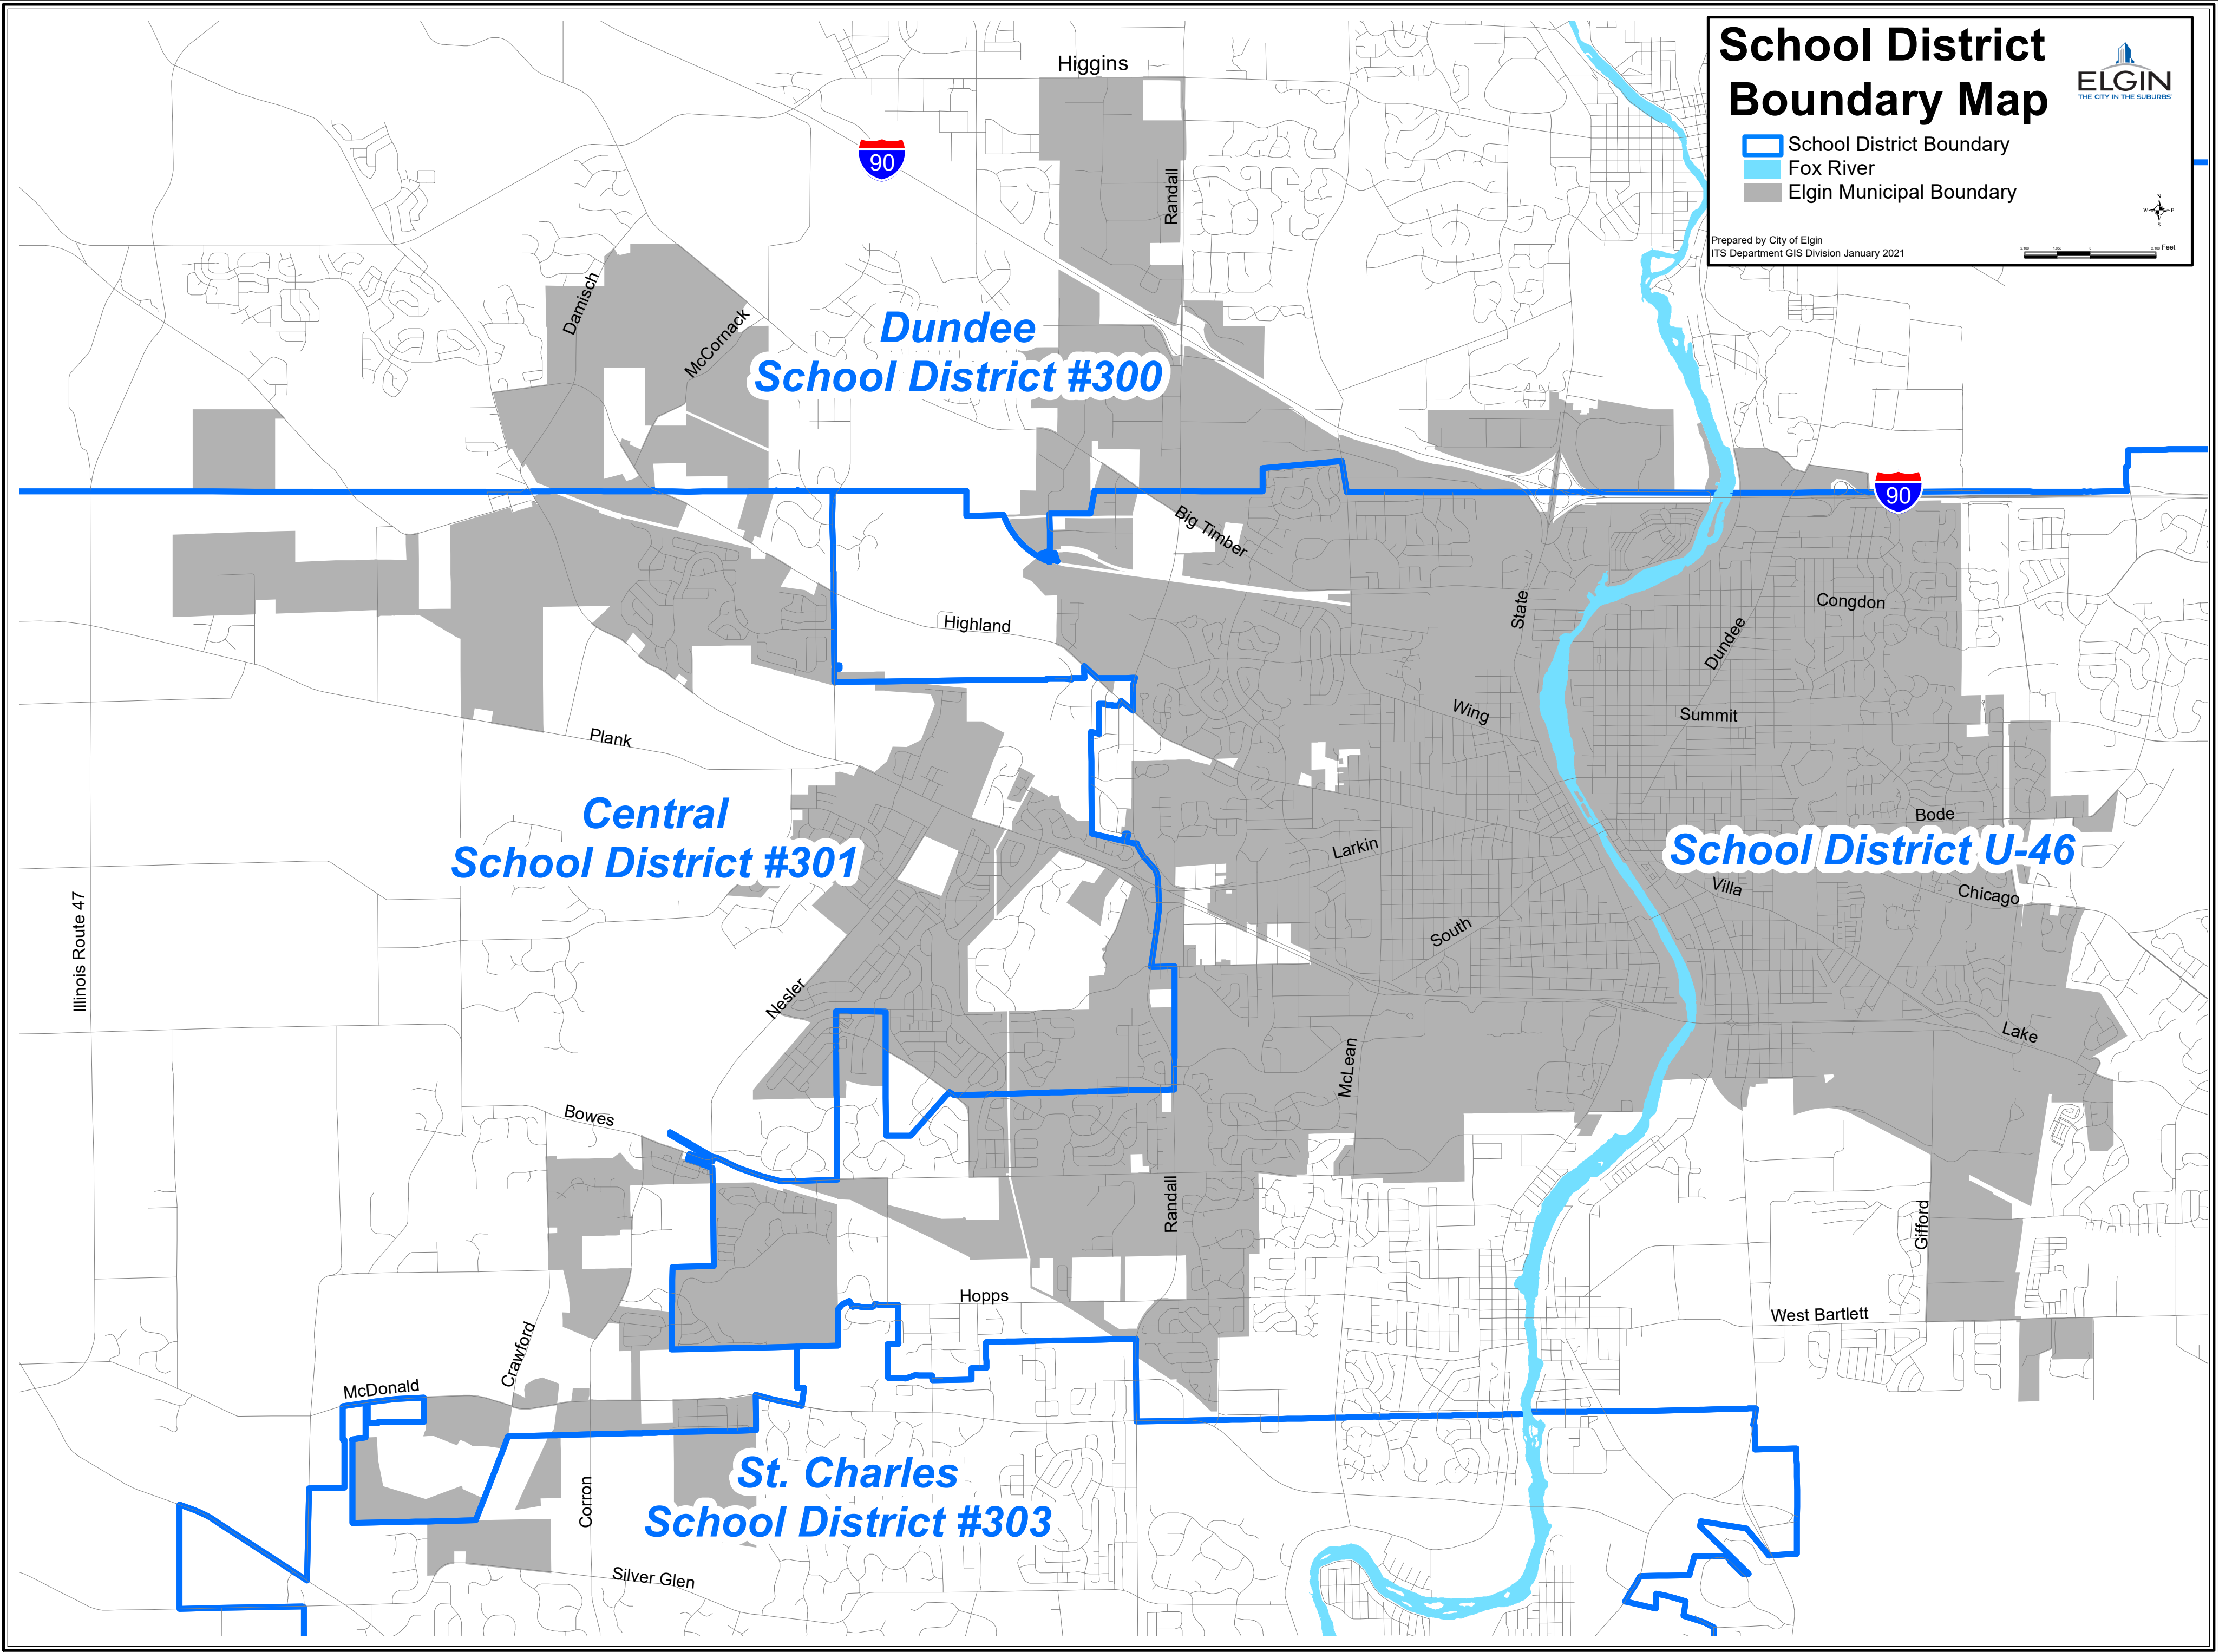 School District
Boundary Map
ELGIN
THE CITY IN THE SUBURBS
School District Boundary
Fox River
Elgin Municipal Boundary
N
W
E
S
Prepared by City of Elgin
ITS Department GIS Division January 2021
Feet
Higgins
90
Randall
Damisch
McCornack
Dundee
School District #300
90
Big Timber
Highland
State
Congdon
Dundee
Wing
Summit
Plank
Central
School District #301
Larkin
Bode
School District U-46
Villa
Chicago
Illinois Route 47
South
Nesler
Lake
McLean
Bowes
Randall
Gifford
Hopps
West Bartlett
Crawford
McDonald
St. Charles
School District #303
Corron
Silver Glen